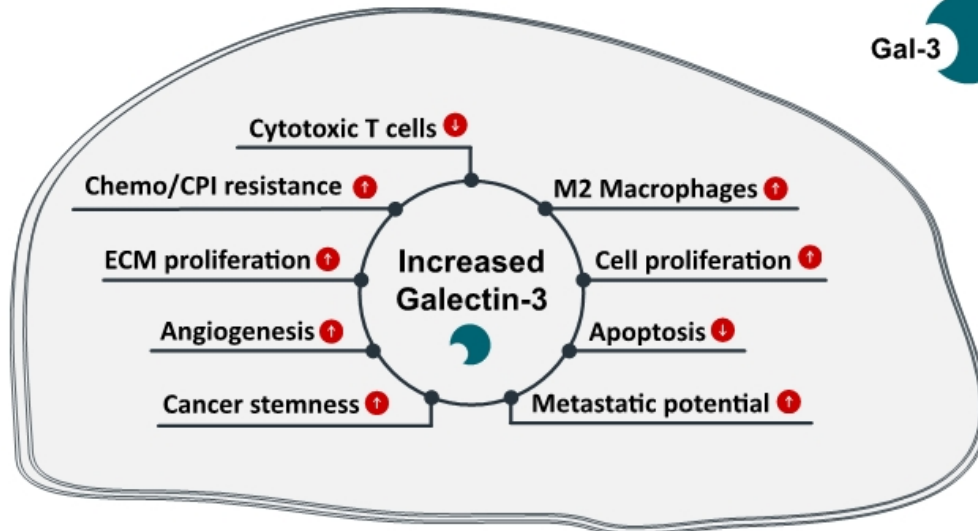 Gal-3
Cytotoxic T cells ↓
Chemo/CPI resistance ↑
M2 Macrophages ↑
ECM proliferation ↑
Cell proliferation ↑
Increased
Galectin-3
Angiogenesis ↑
Apoptosis ↓
Cancer stemness ↑
Metastatic potential ↑